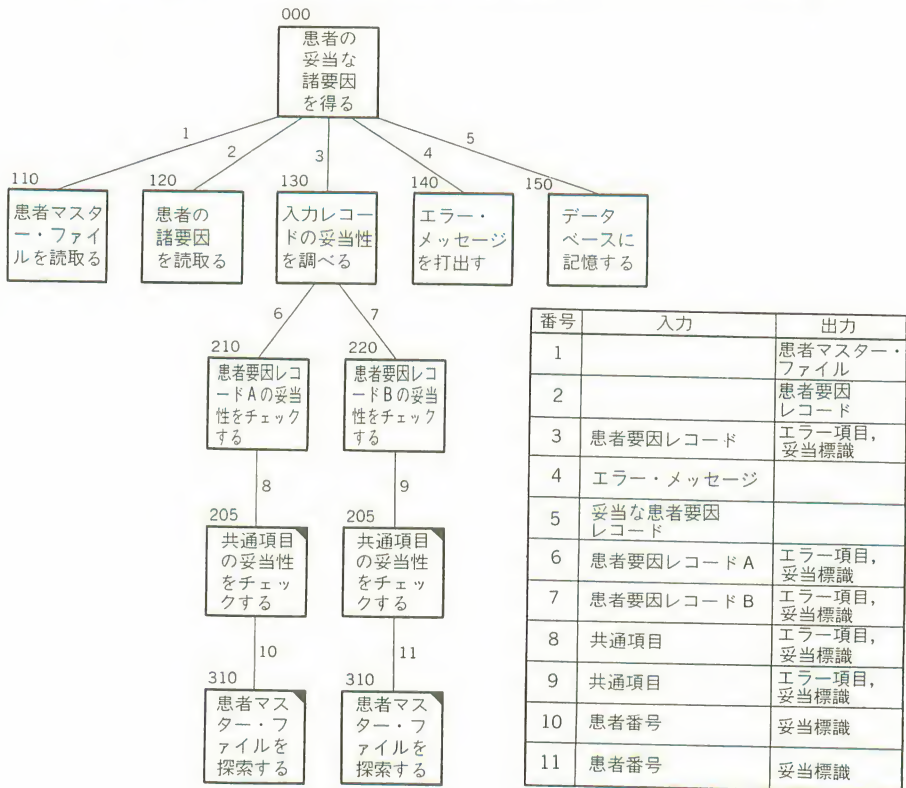 000
患者の
妥当な
諸要因
を得る
1
2
3
4
5
110
患者マスタ
ー・ファイ
ルを読取る
120
患者の
諸要因
を読取る
130
入力レコー
ドの妥当性
を調べる
140
エラー・
メッセージ
を打出す
150
データ
ベースに
記憶する
6
7
210
患者要因レコ
ードAの妥当
性をチェック
する
220
患者要因レコ
ードBの妥当
性をチェック
する
8
9
205
共通項目
の妥当性
をチェッ
クする
205
共通項目
の妥当性
をチェッ
クする
10
11
310
患者マス
ター・フ
ァイルを
探索する
310
患者マス
ター・フ
ァイルを
探索する
番号 入力 出力
1 患者マスター・
ファイル
2 患者要因
レコード
3 患者要因レコード エラー項目,
妥当標識
4 エラー・メッセージ
5 妥当な患者要因
レコード
6 患者要因レコードA エラー項目,
妥当標識
7 患者要因レコードB エラー項目,
妥当標識
8 共通項目 エラー項目,
妥当標識
9 共通項目 エラー項目,
妥当標識
10 患者番号 妥当標識
11 患者番号 妥当標識